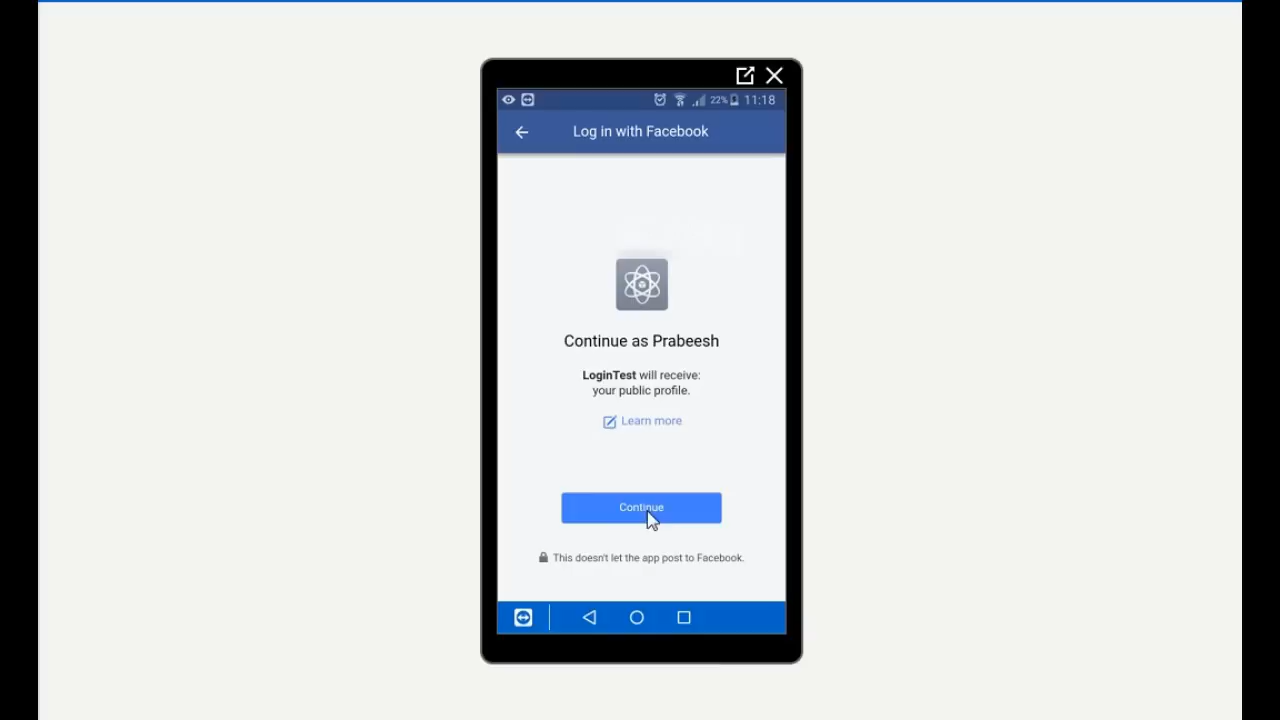 22% 11:18
Log in with Facebook
Continue as Prabeesh
LoginTest will receive:
your public profile.
Learn more
Continue
This doesn't let the app post to Facebook.